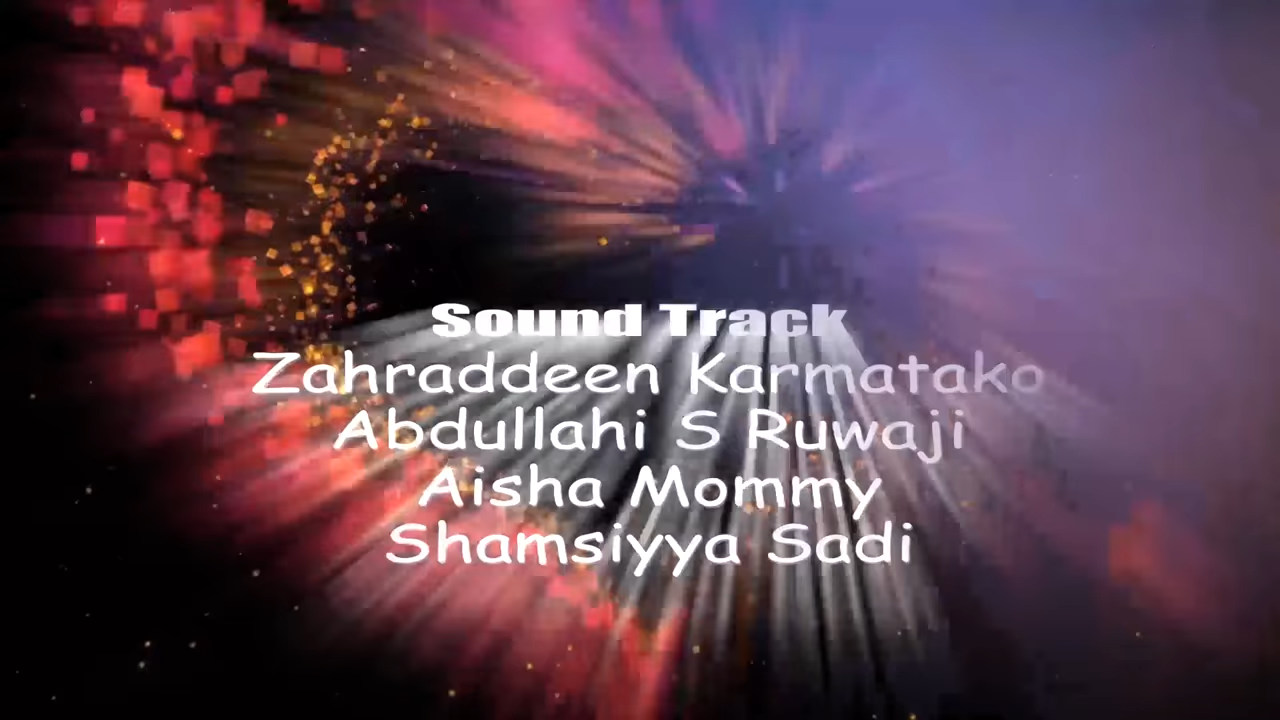 Sound Track
Zahraddeen Karmatako
Abdullahi S Ruwaji
Aisha Mommy
Shamsiyya Sadi